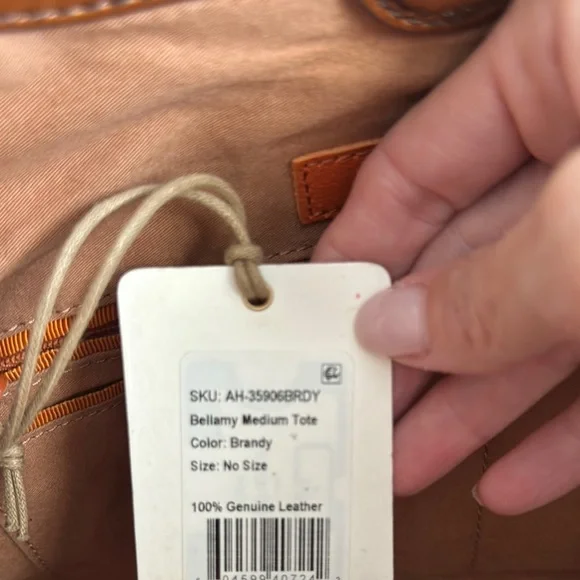 SKU: AH-35906BRDY
Bellamy Medium Tote
Color: Brandy
Size: No Size
100% Genuine Leather